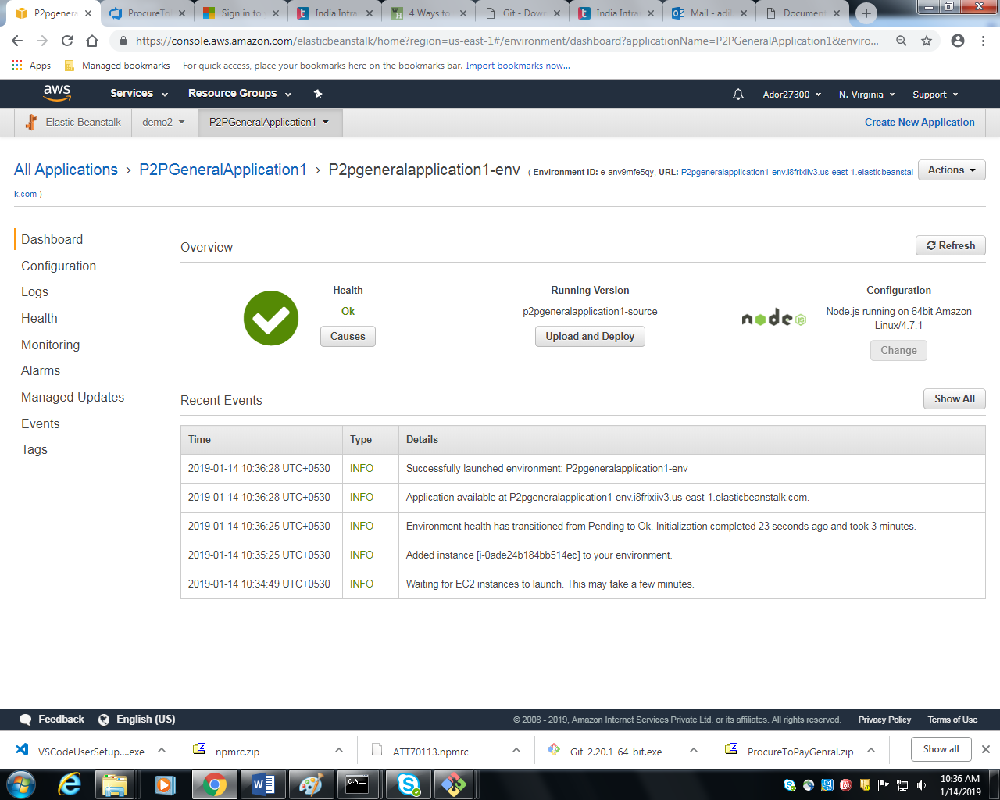 P2pgenera
ProcureTo
Sign in to
India Intra
4 Ways to
Git - Down
India Intra
Mail - adil
Document
https://console.aws.amazon.com/elasticbeanstalk/home?region=us-east-1#/environment/dashboard?applicationName=P2PGeneralApplication1&enviro...
Apps
Managed bookmarks
For quick access, place your bookmarks here on the bookmarks bar. Import bookmarks now...
aws
Services
Resource Groups
Ador27300
N. Virginia
Support
Elastic Beanstalk
demo2
P2PGeneralApplication1
Create New Application
All Applications > P2PGeneralApplication1 > P2pgeneralapplication1-env ( Environment ID: e-anv9mfe5qy, URL: P2pgeneralapplication1-env.i8frixiiv3.us-east-1.elasticbeanstal
k.com )
Actions
Dashboard
Configuration
Logs
Health
Monitoring
Alarms
Managed Updates
Events
Tags
Overview
Refresh
Health
Ok
Causes
Running Version
p2pgeneralapplication1-source
Upload and Deploy
node
JS
Configuration
Node.js running on 64bit Amazon
Linux/4.7.1
Change
Recent Events
Show All
Time Type Details
2019-01-14 10:36:28 UTC+0530 INFO Successfully launched environment: P2pgeneralapplication1-env
2019-01-14 10:36:28 UTC+0530 INFO Application available at P2pgeneralapplication1-env.i8frixiiv3.us-east-1.elasticbeanstalk.com.
2019-01-14 10:36:25 UTC+0530 INFO Environment health has transitioned from Pending to Ok. Initialization completed 23 seconds ago and took 3 minutes.
2019-01-14 10:35:25 UTC+0530 INFO Added instance [i-0ade24b184bb514ec] to your environment.
2019-01-14 10:34:49 UTC+0530 INFO Waiting for EC2 instances to launch. This may take a few minutes.
Feedback
English (US)
© 2008 - 2019, Amazon Internet Services Private Ltd. or its affiliates. All rights reserved.
Privacy Policy
Terms of Use
VSCodeUserSetup....exe
npmrc.zip
ATT70113.npmrc
Git-2.20.1-64-bit.exe
ProcureToPayGenral.zip
Show all
10:36 AM
1/14/2019